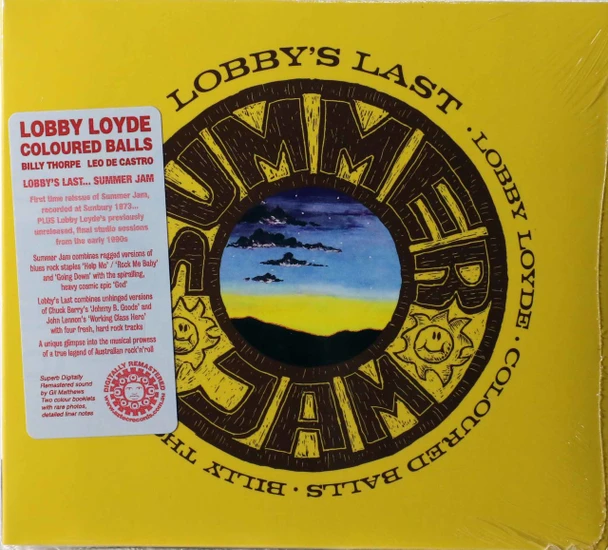 LOBBY'S LAST · LOBBY LOYDE · COLOURED BALLS · BILLY TH
SUMMER
JAM
LOBBY LOYDE
COLOURED BALLS
BILLY THORPE LEO DE CASTRO
LOBBY'S LAST... SUMMER JAM
First time release of Summer Jam,
recorded at Sunbury 1973...
PLUS Lobby Loyde's previously
unreleased, final studio sessions
from the early 1990s
Summer Jam combines ragged versions of
blues rock staples 'Help Me' / 'Rock Me Baby'
and 'Going Down' with the spiralling,
heavy cosmic epic 'God'
Lobby's Last combines unhinged versions
of Chuck Berry's 'Johnny B. Goode' and
John Lennon's 'Working Class Hero'
with four fresh, hard rock tracks
A unique glimpse into the musical prowess
of a true legend of Australian rock'n'roll
Superb Digitally
Remastered sound
by Gil Matthews
Two colour booklets
with rare photos,
detailed liner notes
DIGITALLY REMASTERED